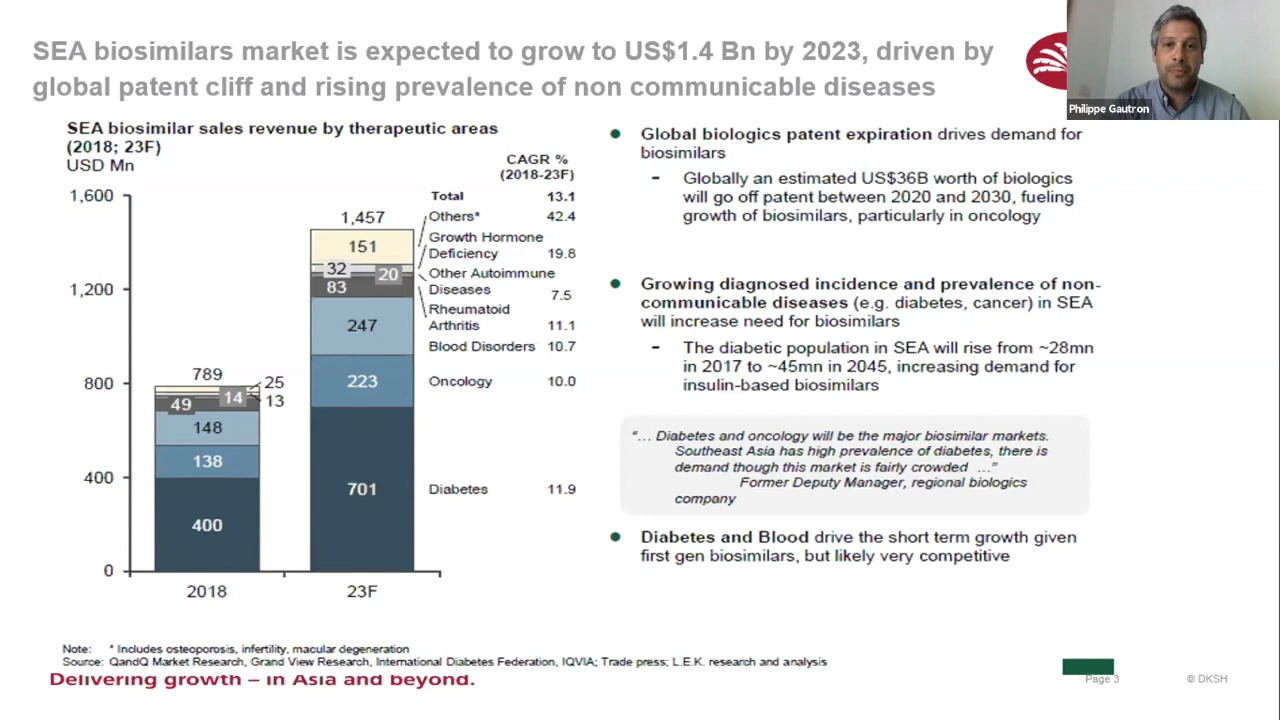 SEA biosimilars market is expected to grow to US$1.4 Bn by 2023, driven by
global patent cliff and rising prevalence of non communicable diseases
Philippe Gautron
SEA biosimilar sales revenue by therapeutic areas
(2018; 23F)
USD Mn
CAGR %
(2018-23F)
1,600
1,200
800
400
0
789
25
14
13
49
148
138
400
2018
1,457
151
32
20
83
247
223
701
23F
Total 13.1
Others* 42.4
Growth Hormone
Deficiency 19.8
Other Autoimmune
Diseases 7.5
Rheumatoid
Arthritis 11.1
Blood Disorders 10.7
Oncology 10.0
Diabetes 11.9
● Global biologics patent expiration drives demand for
biosimilars
– Globally an estimated US$36B worth of biologics
will go off patent between 2020 and 2030, fueling
growth of biosimilars, particularly in oncology
● Growing diagnosed incidence and prevalence of non-
communicable diseases (e.g. diabetes, cancer) in SEA
will increase need for biosimilars
– The diabetic population in SEA will rise from ~28mn
in 2017 to ~45mn in 2045, increasing demand for
insulin-based biosimilars
“... Diabetes and oncology will be the major biosimilar markets.
Southeast Asia has high prevalence of diabetes, there is
demand though this market is fairly crowded ...”
Former Deputy Manager, regional biologics
company
● Diabetes and Blood drive the short term growth given
first gen biosimilars, but likely very competitive
Note: * Includes osteoporosis, infertility, macular degeneration
Source: QandQ Market Research, Grand View Research, International Diabetes Federation, IQVIA; Trade press; L.E.K. research and analysis
Delivering growth – in Asia and beyond.
Page 3
© DKSH